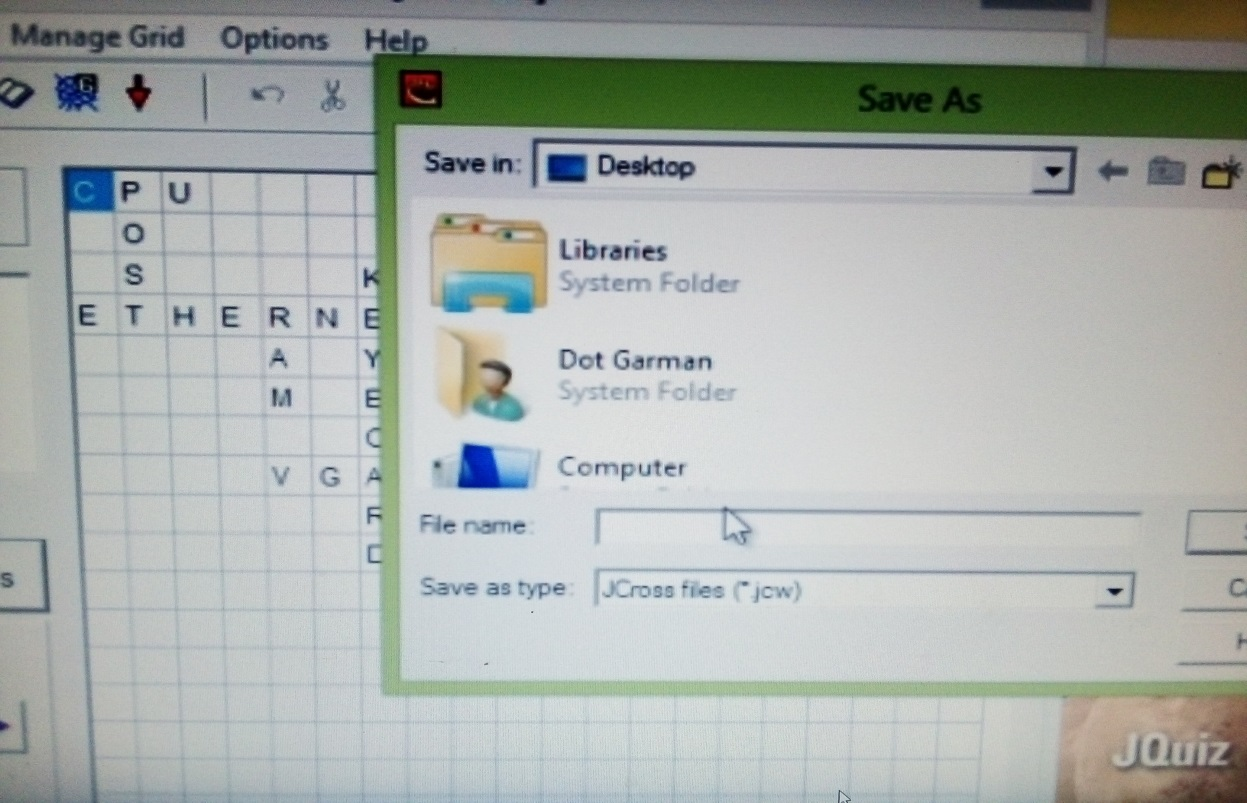 Manage Grid Options Help
Save As
Save in: Desktop
C P U
O
S
K
E T H E R N E
A Y
M E
C
V G A
R
D
Libraries
System Folder
Dot Garman
System Folder
Computer
File name:
Save as type: JCross files (*.jcw)
s
JQuiz